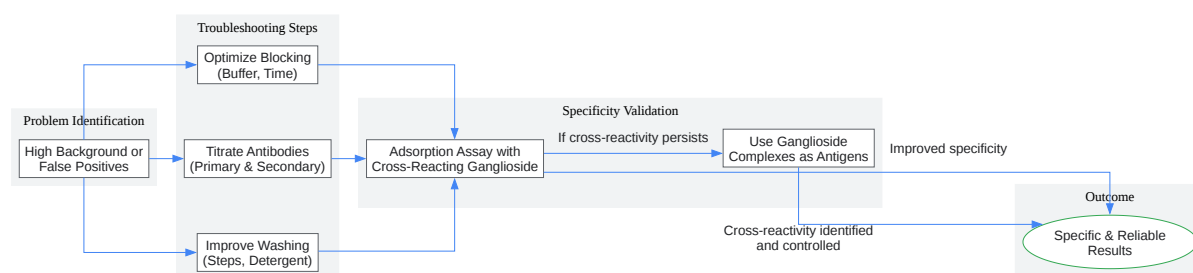 Troubleshooting Steps
Optimize Blocking
(Buffer, Time)
Problem Identification
High Background or
False Positives
Titrate Antibodies
(Primary & Secondary)
Improve Washing
(Steps, Detergent)
Specificity Validation
Adsorption Assay with
Cross-Reacting Ganglioside
If cross-reactivity persists
Use Ganglioside
Complexes as Antigens
Improved specificity
Cross-reactivity identified
and controlled
Outcome
Specific & Reliable
Results